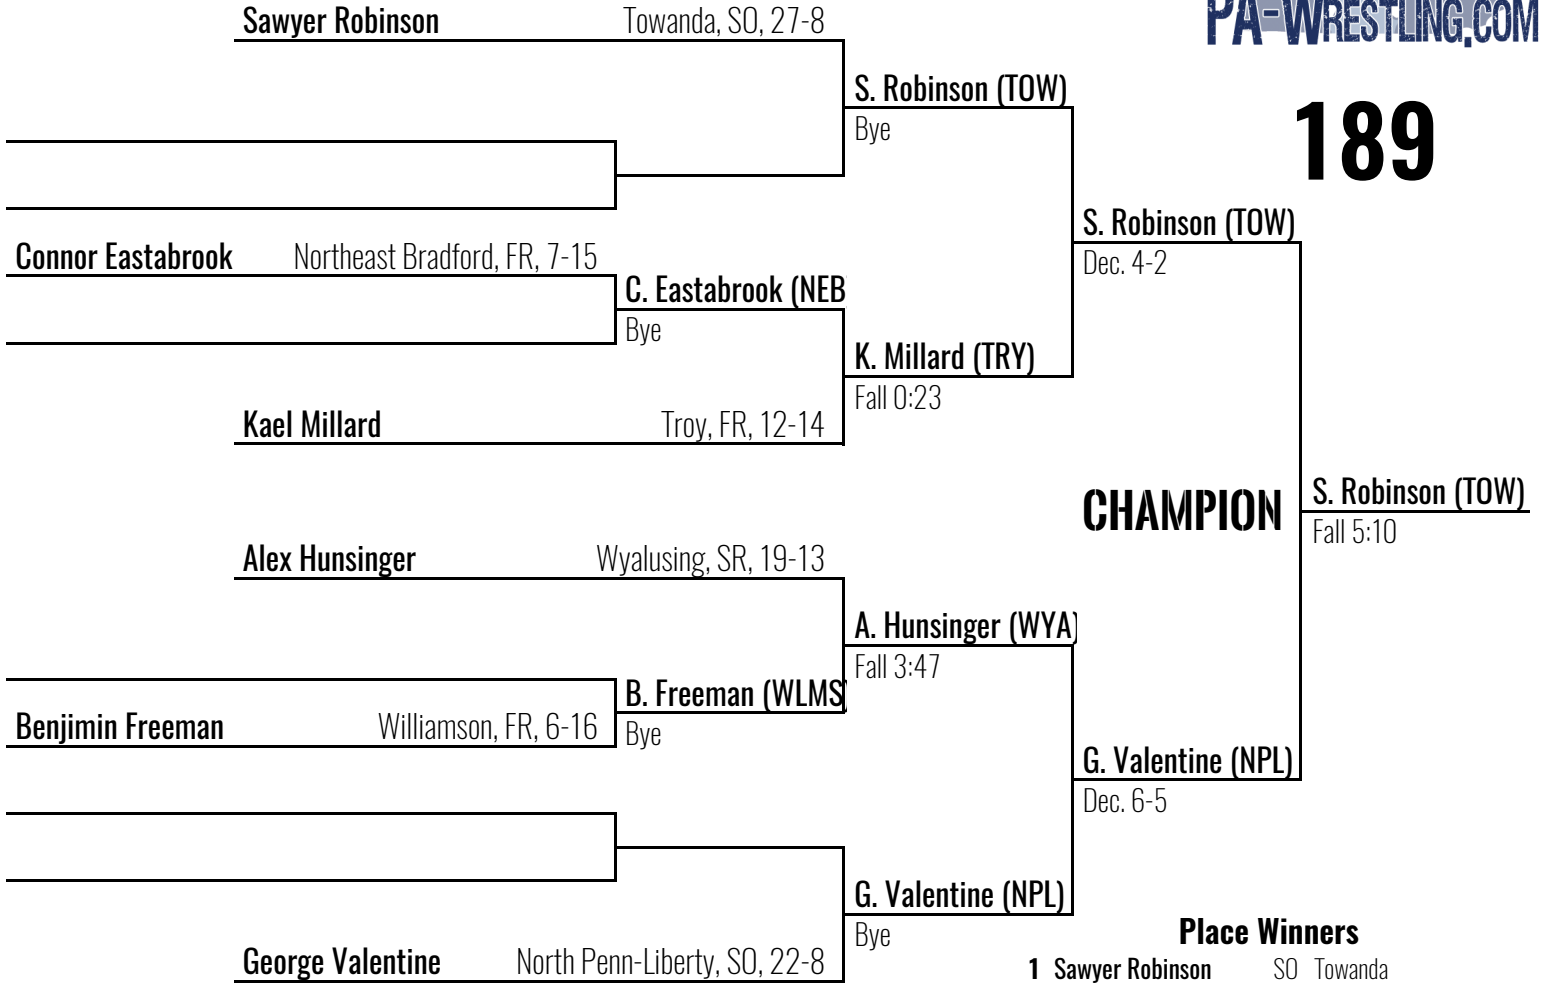 PA-WRESTLING.COM
189
Sawyer Robinson Towanda, SO, 27-8
S. Robinson (TOW)
Bye
S. Robinson (TOW)
Dec. 4-2
Connor Eastabrook Northeast Bradford, FR, 7-15
C. Eastabrook (NEB
Bye
K. Millard (TRY)
Fall 0:23
Kael Millard Troy, FR, 12-14
CHAMPION
S. Robinson (TOW)
Fall 5:10
Alex Hunsinger Wyalusing, SR, 19-13
A. Hunsinger (WYA)
Fall 3:47
B. Freeman (WLMS)
Bye
Benjimin Freeman Williamson, FR, 6-16
G. Valentine (NPL)
Dec. 6-5
G. Valentine (NPL)
Bye
George Valentine North Penn-Liberty, SO, 22-8
Place Winners
1 Sawyer Robinson SO Towanda